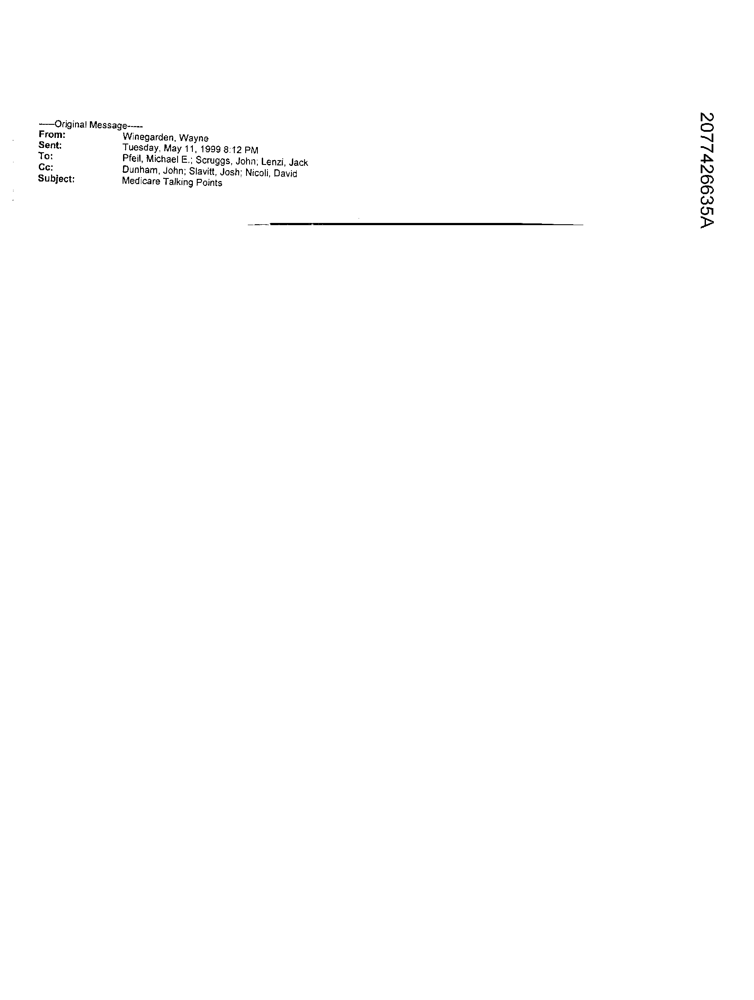 -----Original Message-----
From: Winegarden, Wayne
Sent: Tuesday, May 11, 1999 8:12 PM
To: Pfeil, Michael E.; Scruggs, John; Lenzi, Jack
Cc: Dunham, John; Slavitt, Josh; Nicoli, David
Subject: Medicare Talking Points
2077426635A